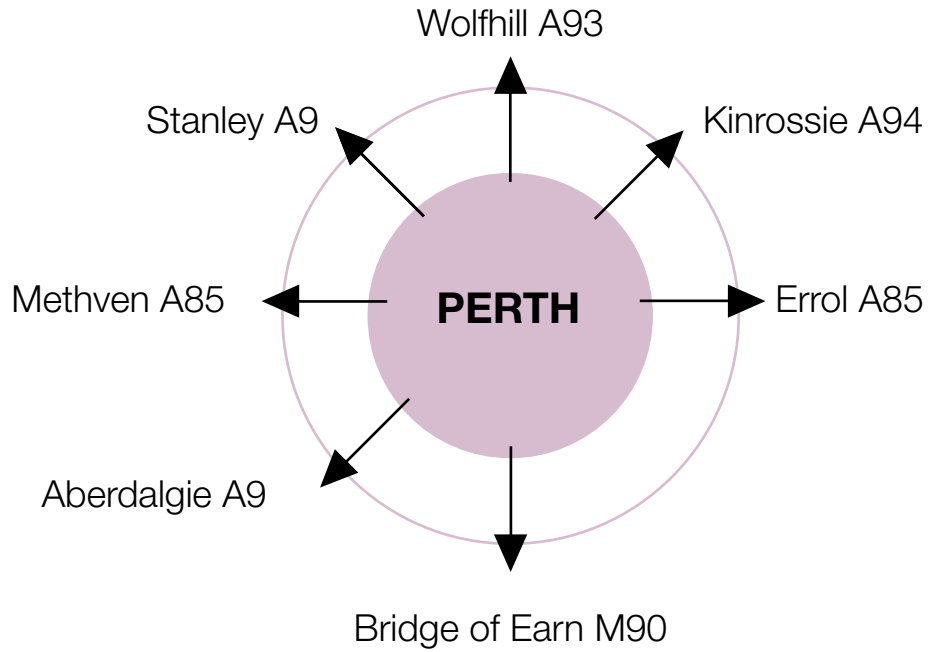 Wolfhill A93
Stanley A9
Kinrossie A94
Methven A85
PERTH
Errol A85
Aberdalgie A9
Bridge of Earn M90